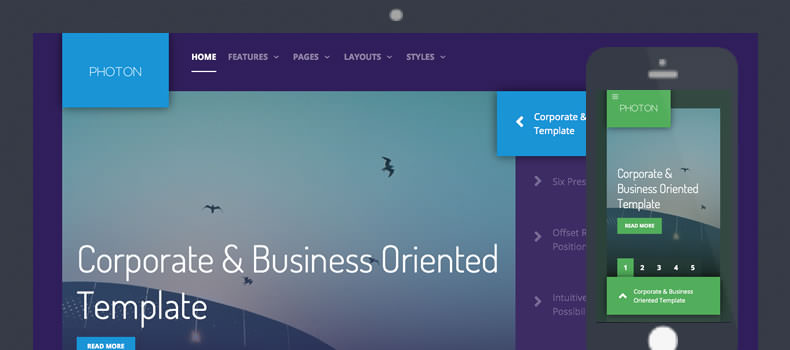 PHOTON
HOME FEATURES PAGES LAYOUTS STYLES
Corporate &
Template
Six Pres
Offset R
Position
Intuitive
Possibil
Corporate & Business Oriented
Template
READ MORE
PHOTON
Corporate &
Business Oriented
Template
READ MORE
1 2 3 4 5
Corporate & Business
Oriented Template